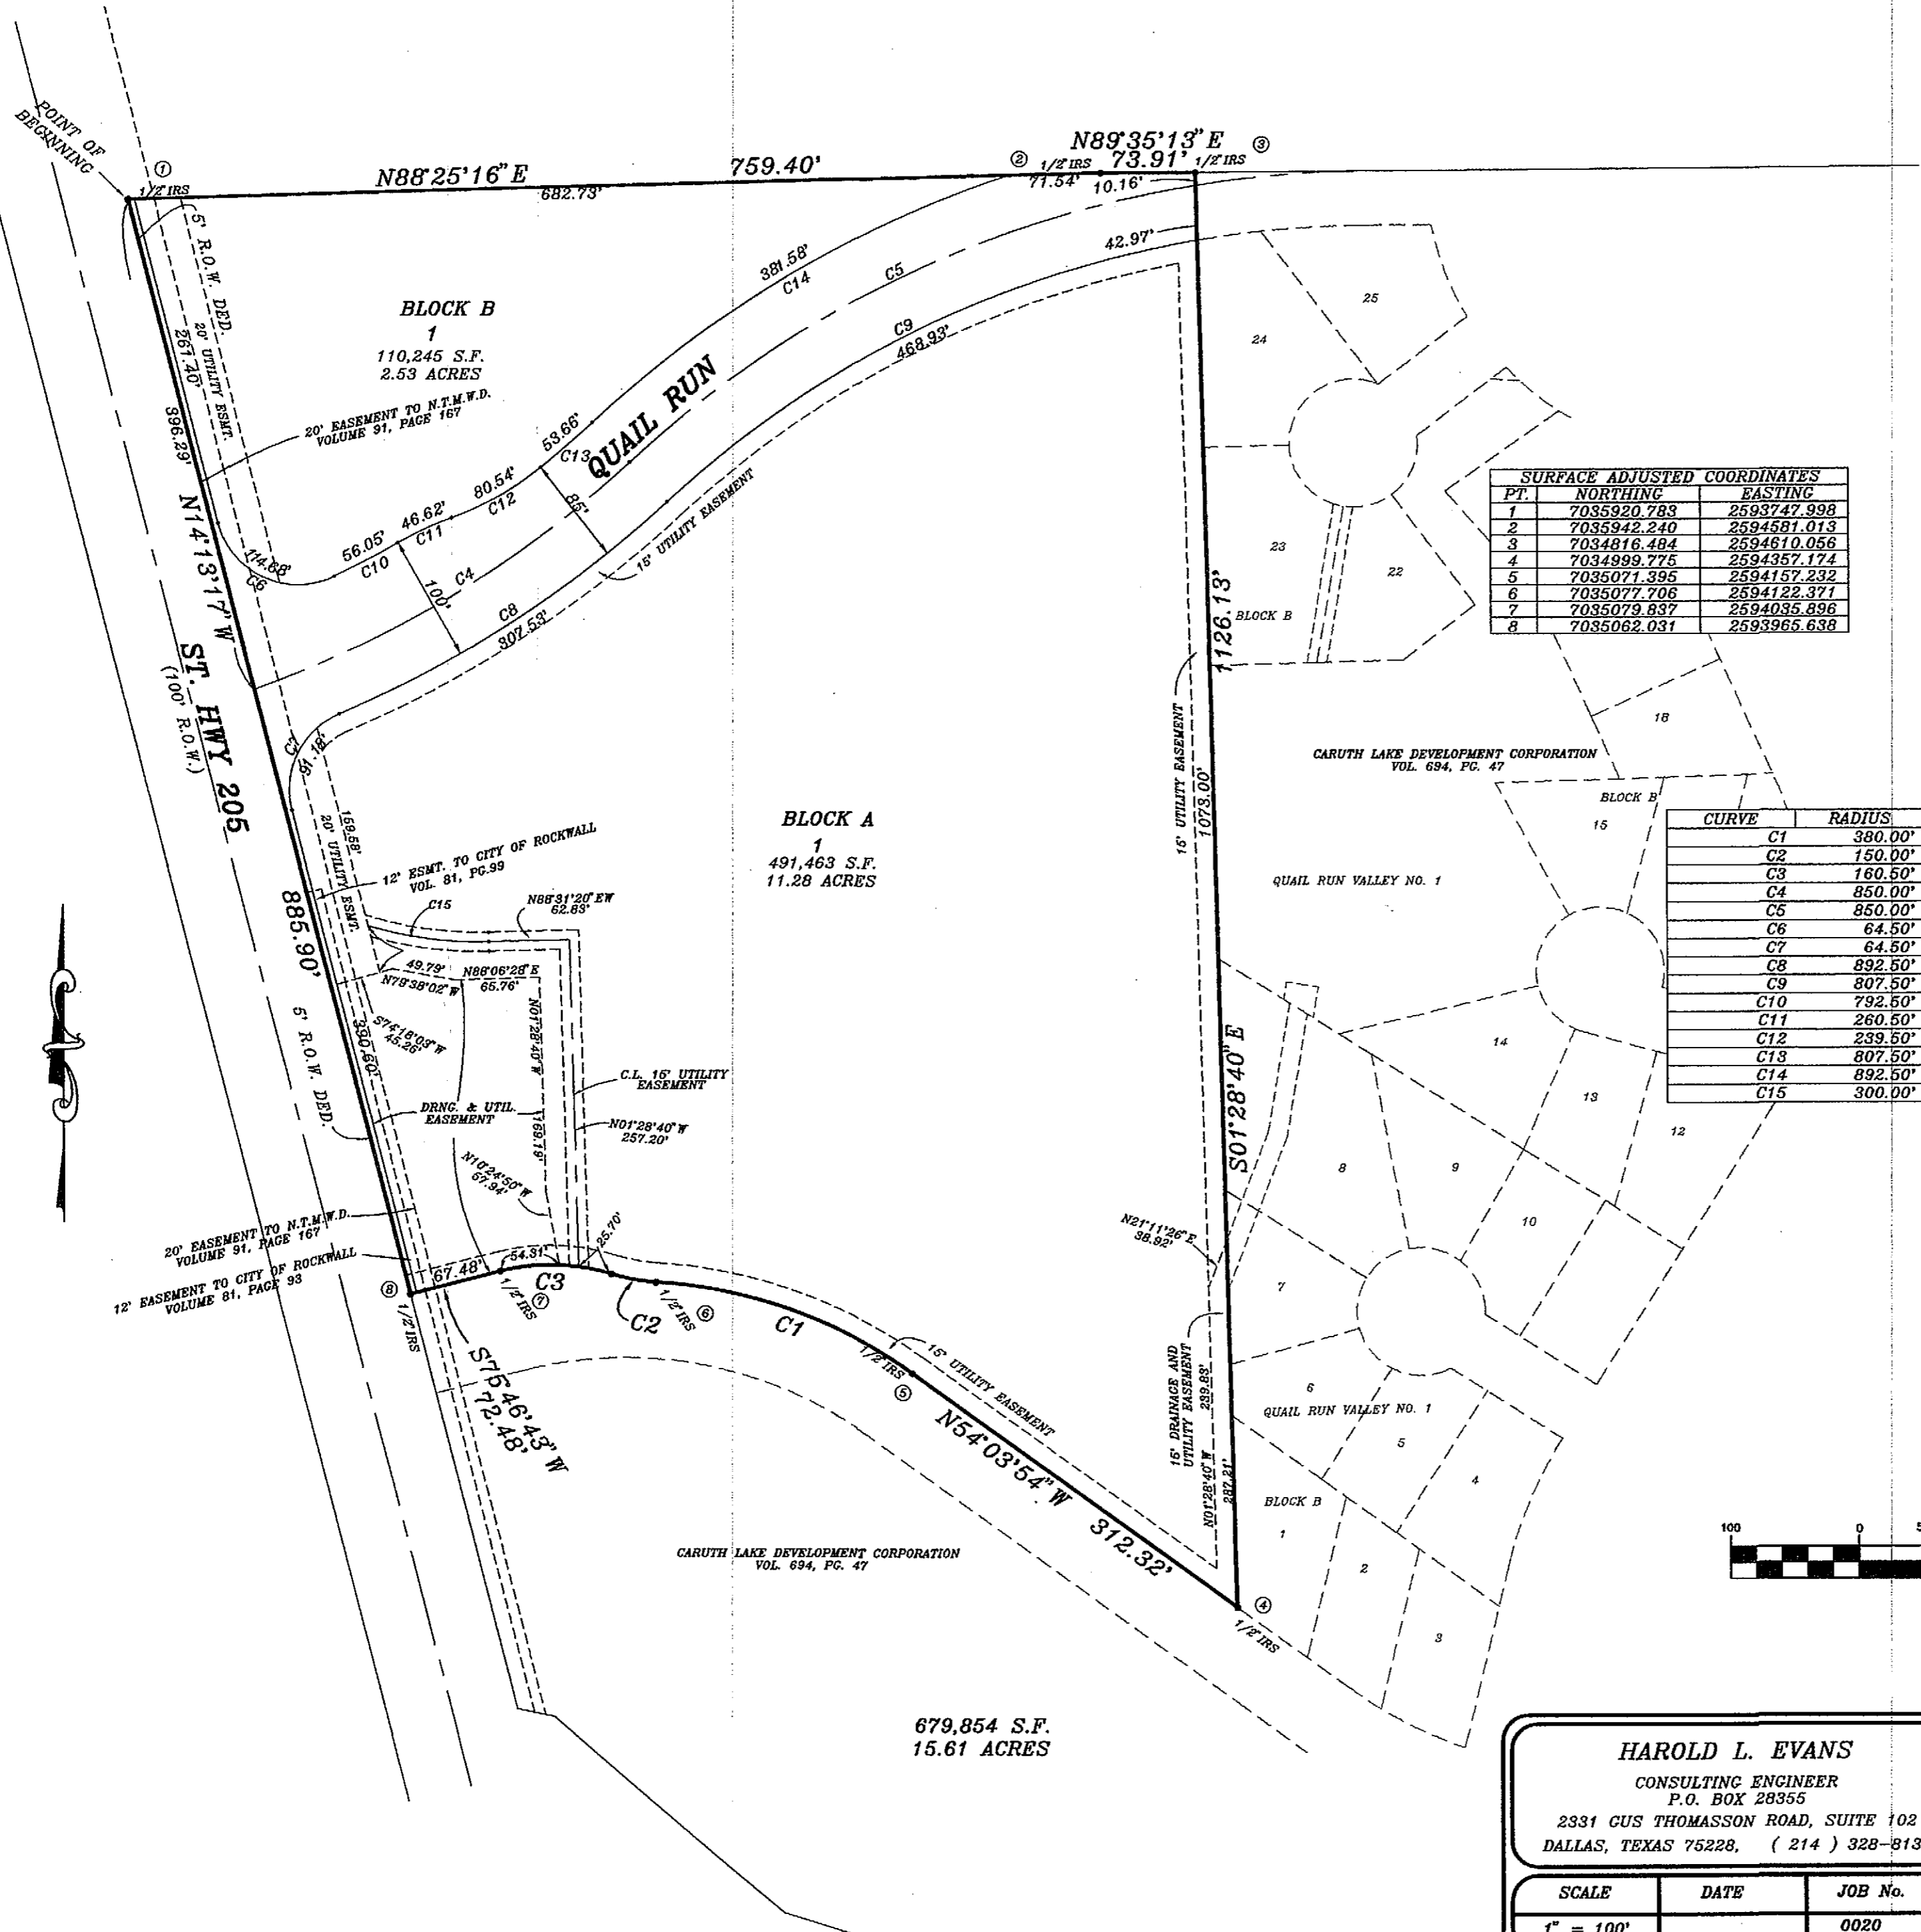 POINT OF
BEGINNING
①
1/2" IRS
N88°25'16" E
759.40'
682.73'
②
1/2" IRS
N89°35'13" E
73.91'
1/2" IRS
③
71.54'
10.16'
42.97'
5' R.O.W. DED.
20' UTILITY ESMT.
261.40'
396.29'
N14°13'17" W
BLOCK B
1
110,245 S.F.
2.53 ACRES
20' EASEMENT TO N.T.M.W.D.
VOLUME 91, PAGE 167
381.58'
C14
C5
C9
468.93'
QUAIL RUN
53.66'
C13
80.54'
C12
46.62'
C11
56.05'
C10
114.68'
C6
85'
100'
C4
C8
307.53'
15' UTILITY EASEMENT
ST. HWY 205
(100' R.O.W.)
C7
91.18'
159.58'
20' UTILITY ESMT.
12' ESMT. TO CITY OF ROCKWALL
VOL. 81, PG.99
885.90'
5' R.O.W. DED.
390.60'
C15
N88°31'20" EW
62.83'
49.79'
N79°38'02" W
N88°06'28" E
65.76'
S74°18'03" W
45.26'
N01°28'40" W
169.19'
C.L. 15' UTILITY
EASEMENT
N01°28'40" W
257.20'
DRNG. & UTIL.
EASEMENT
N10°24'50" W
57.94'
BLOCK A
1
491,463 S.F.
11.28 ACRES
1126.13'
15' UTILITY EASEMENT
1073.00'
S01°28'40" E
N21°11'26" E
38.92'
15' DRAINAGE AND
UTILITY EASEMENT
239.83'
N01°28'40" W
287.21'
20' EASEMENT TO N.T.M.W.D.
VOLUME 91, PAGE 167
12' EASEMENT TO CITY OF ROCKWALL
VOLUME 81, PAGE 93
⑧
1/2" IRS
67.48'
54.31'
25.70'
1/2" IRS
⑦
C3
C2
1/2" IRS
⑥
C1
1/2" IRS
⑤
15' UTILITY EASEMENT
S75°46'43" W
72.48'
N54°03'54" W
312.32'
④
1/2" IRS
CARUTH LAKE DEVELOPMENT CORPORATION
VOL. 694, PG. 47
679,854 S.F.
15.61 ACRES
25
24
23
22
BLOCK B
18
CARUTH LAKE DEVELOPMENT CORPORATION
VOL. 694, PG. 47
BLOCK B
15
QUAIL RUN VALLEY NO. 1
14
13
12
8
9
10
7
6
QUAIL RUN VALLEY NO. 1
5
4
BLOCK B
1
2
3
SURFACE ADJUSTED COORDINATES
PT. NORTHING EASTING
1 7035920.783 2593747.998
2 7035942.240 2594581.013
3 7034816.484 2594610.056
4 7034999.775 2594357.174
5 7035071.395 2594157.232
6 7035077.706 2594122.371
7 7035079.837 2594035.896
8 7035062.031 2593965.638
CURVE RADIUS
C1 380.00'
C2 150.00'
C3 160.50'
C4 850.00'
C5 850.00'
C6 64.50'
C7 64.50'
C8 892.50'
C9 807.50'
C10 792.50'
C11 260.50'
C12 239.50'
C13 807.50'
C14 892.50'
C15 300.00'
100 0 5
HAROLD L. EVANS
CONSULTING ENGINEER
P.O. BOX 28355
2331 GUS THOMASSON ROAD, SUITE 102
DALLAS, TEXAS 75228, ( 214 ) 328-813
SCALE DATE JOB No.
1" = 100' 0020